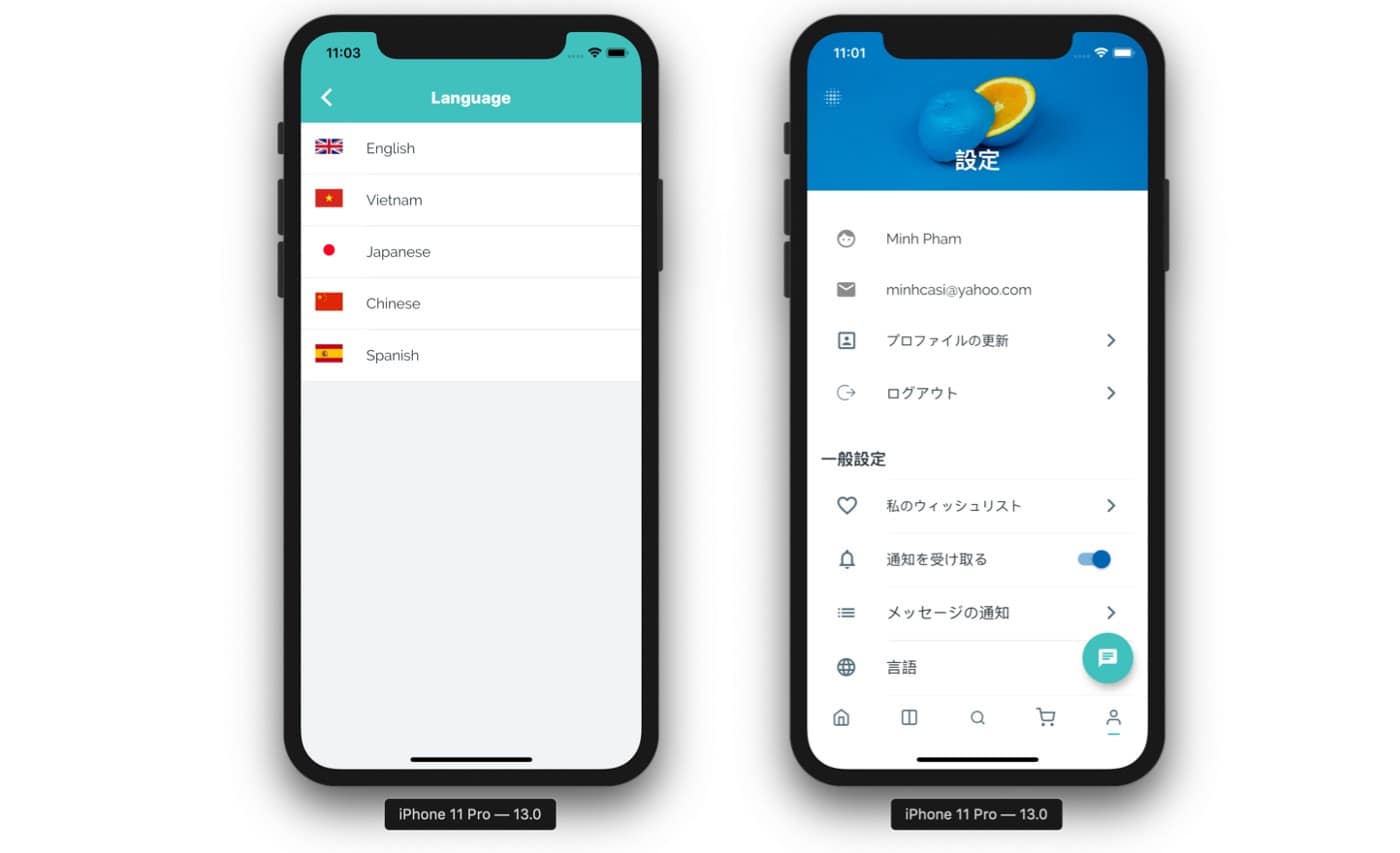 11:03
Language
English
Vietnam
Japanese
Chinese
Spanish
iPhone 11 Pro — 13.0
11:01
設定
Minh Pham
minhcasi@yahoo.com
プロファイルの更新
ログアウト
一般設定
私のウィッシュリスト
通知を受け取る
メッセージの通知
言語
iPhone 11 Pro — 13.0